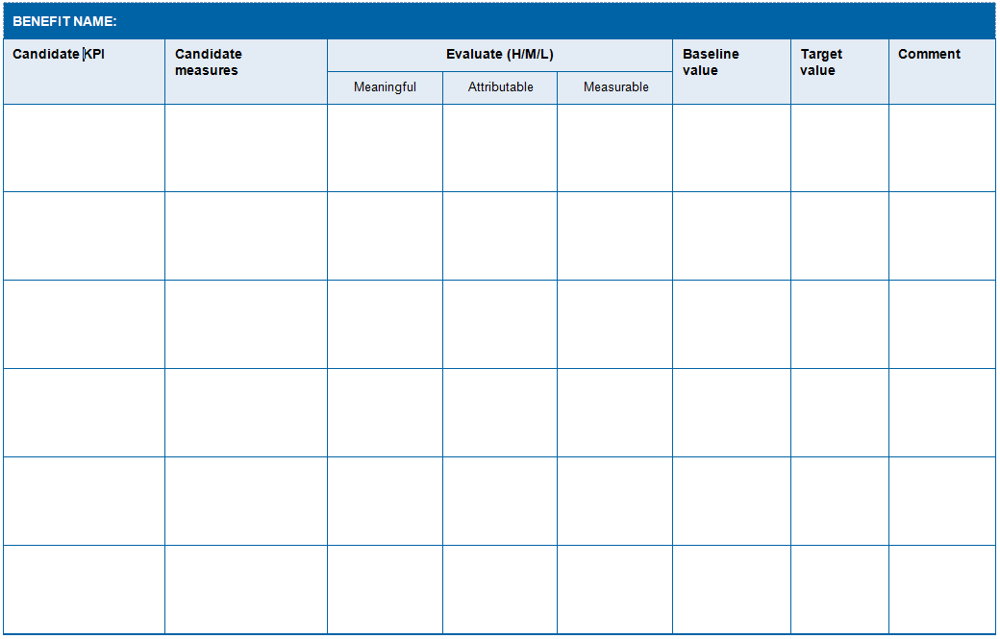 BENEFIT NAME:
Candidate KPI
Candidate
measures
Evaluate (H/M/L)
Meaningful
Attributable
Measurable
Baseline
value
Target
value
Comment